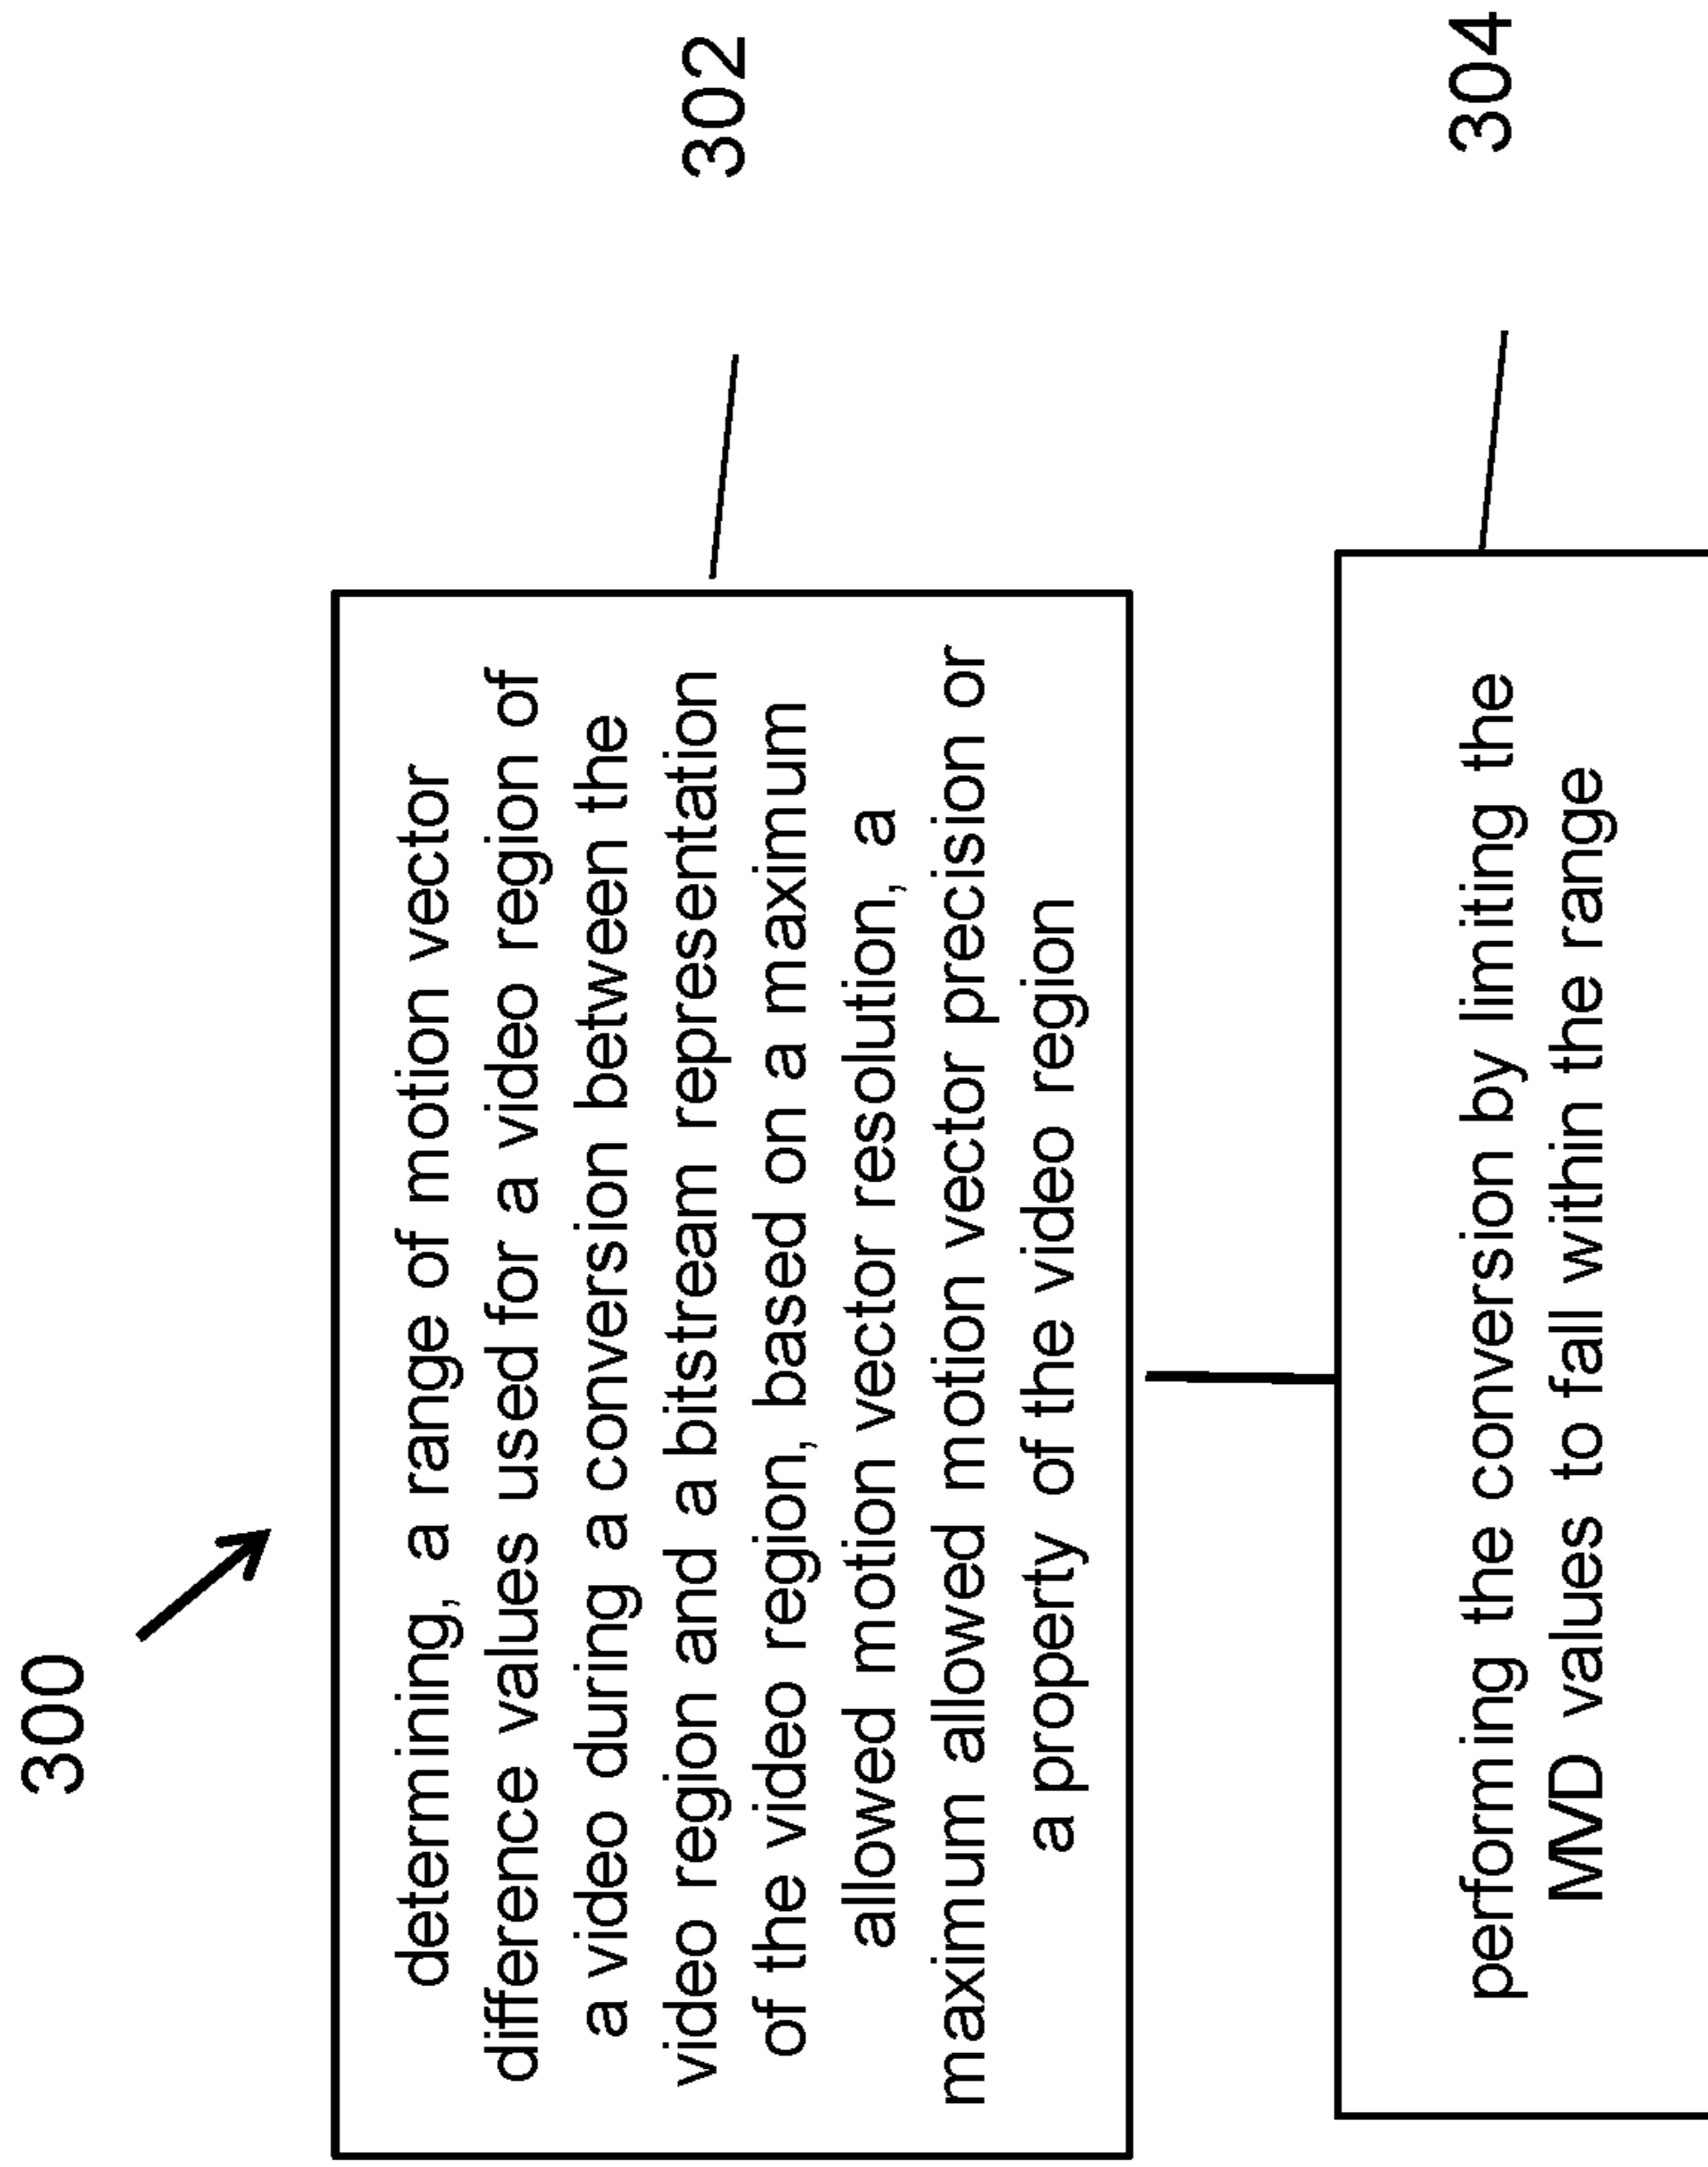 300
determining, a range of motion vector
difference values used for a video region of
a video during a conversion between the
video region and a bitstream representation
of the video region, based on a maximum
allowed motion vector resolution, a
maximum allowed motion vector precision or
a property of the video region
302
performing the conversion by limiting the
MVD values to fall within the range
304